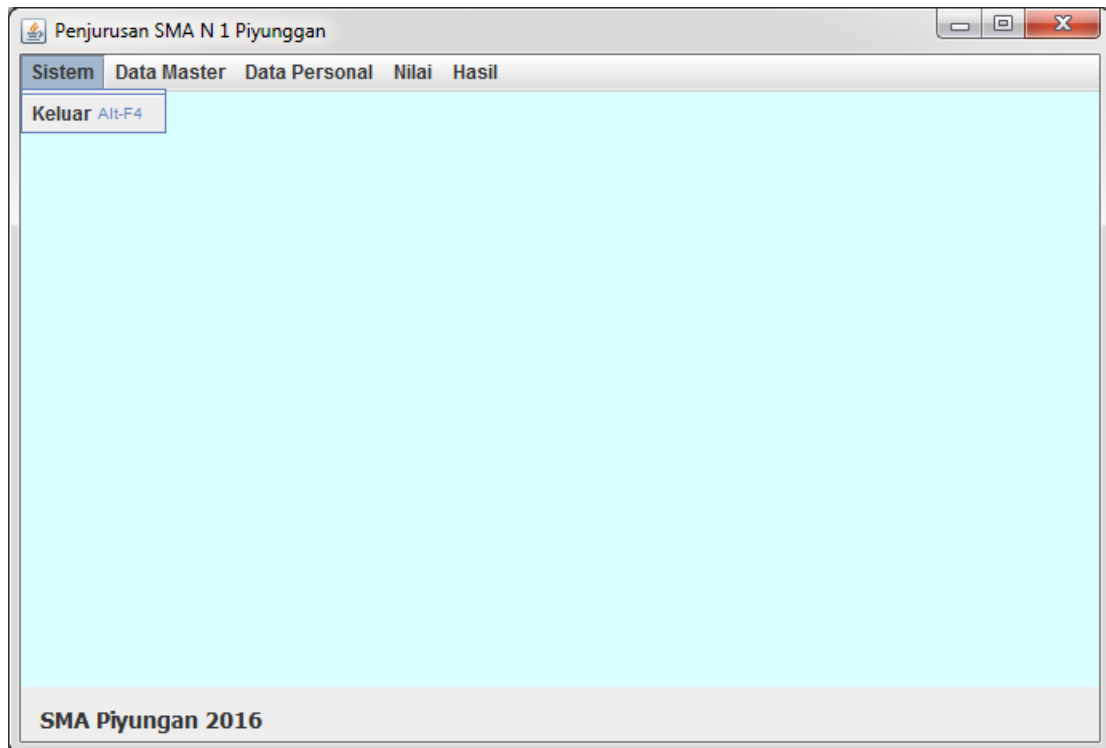 Penjurusan SMA N 1 Piyunggan
Sistem Data Master Data Personal Nilai Hasil
Keluar Alt-F4
SMA Piyungan 2016